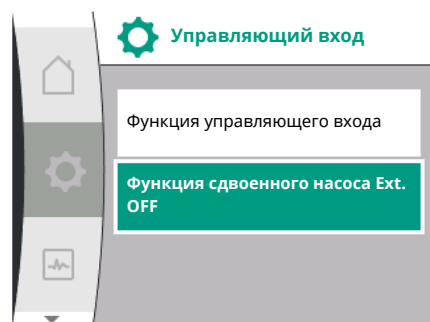 Управляющий вход
Функция управляющего входа
Функция сдвоенного насоса Ext.
OFF